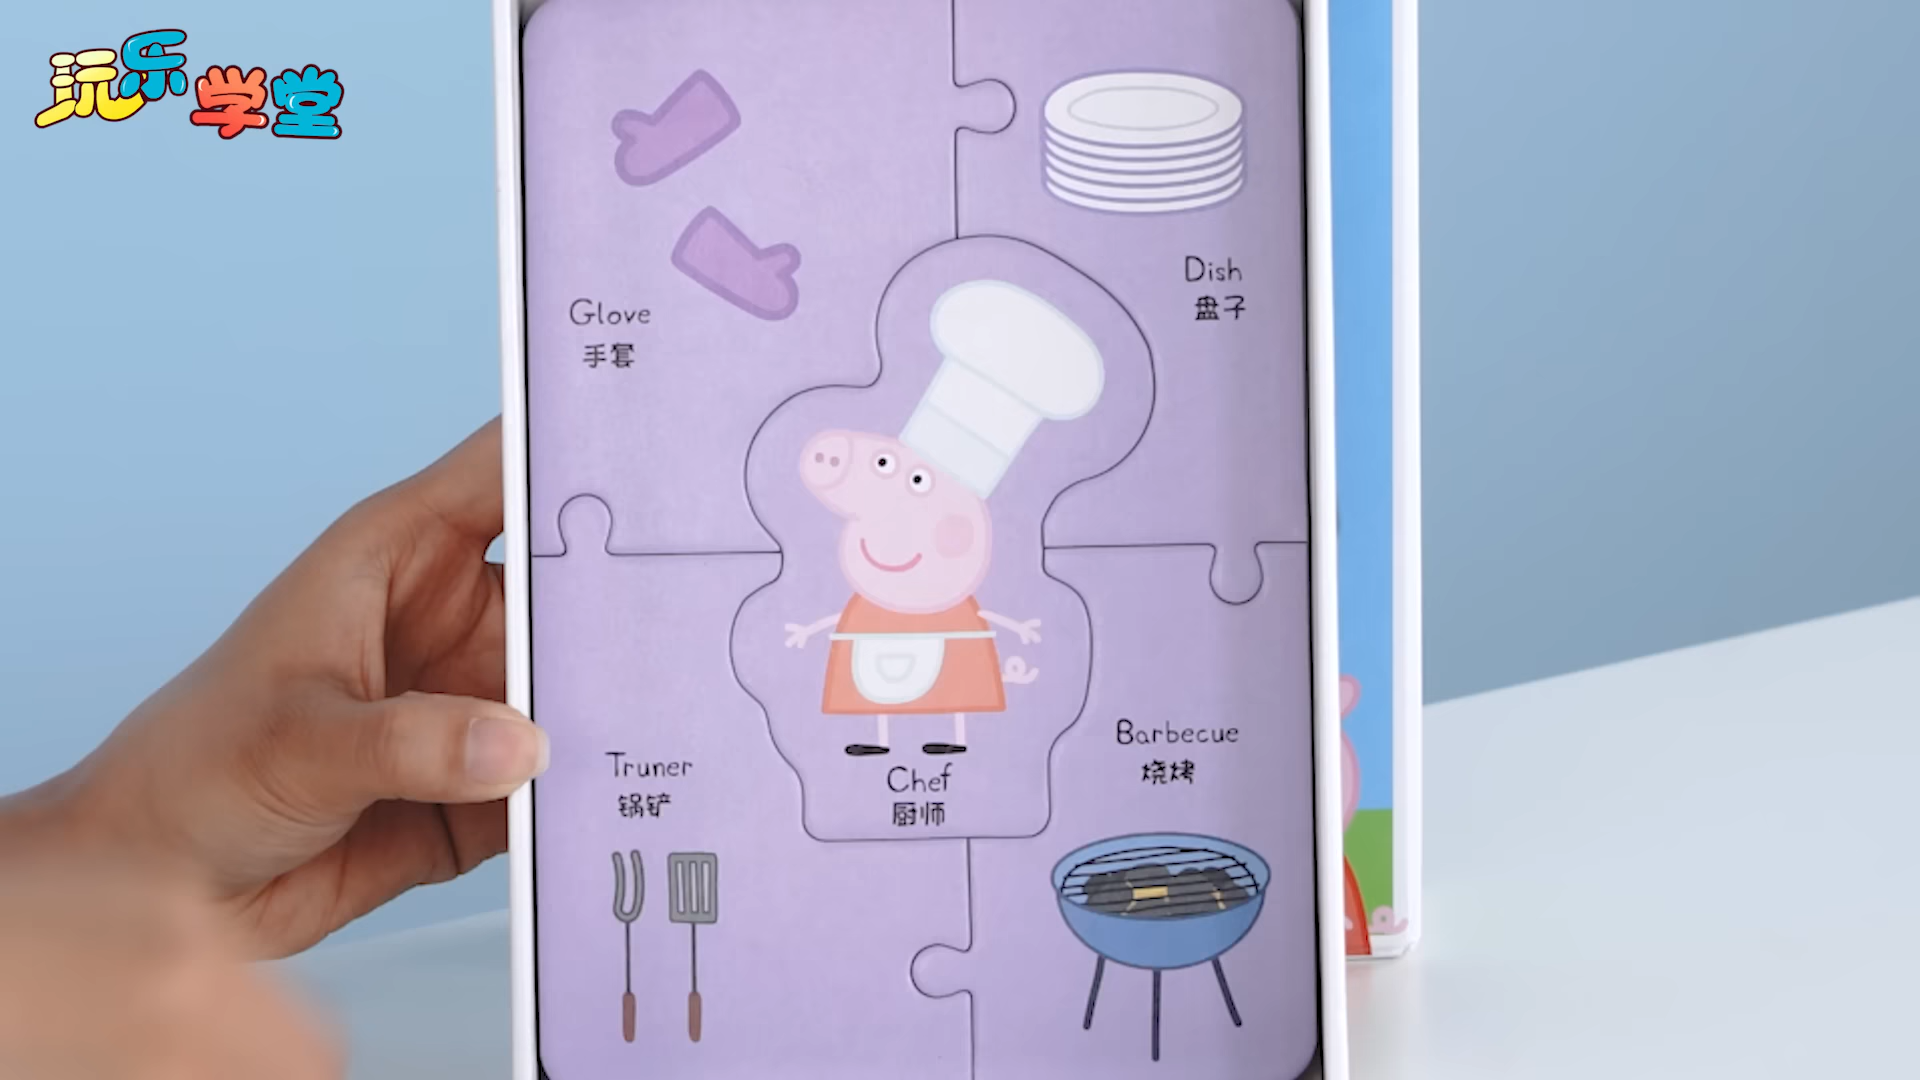 玩乐学堂
Glove
手套
Dish
盘子
Truner
锅铲
Chef
厨师
Barbecue
烧烤